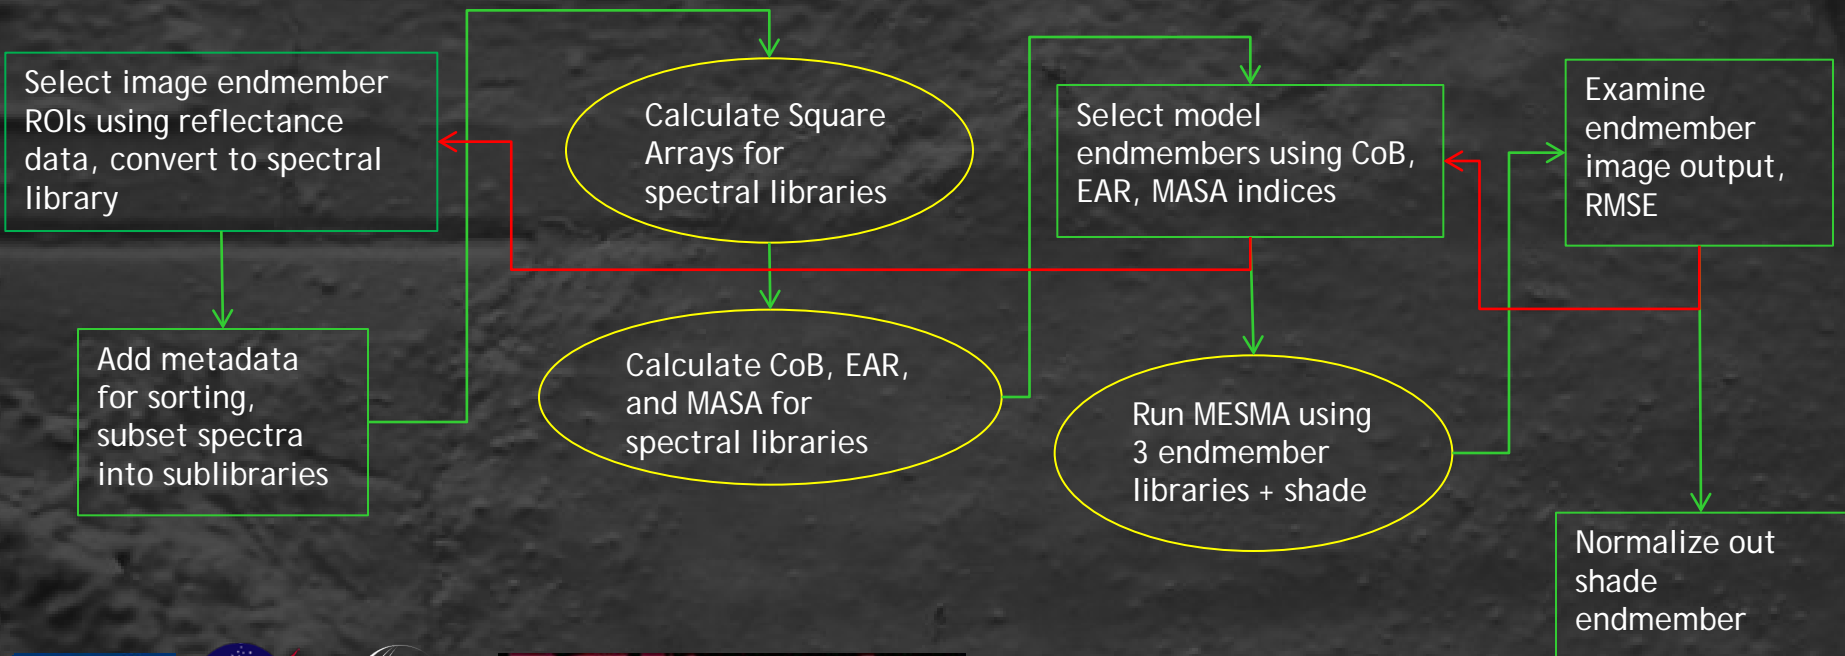 Select image endmember
ROIs using reflectance
data, convert to spectral
library
Add metadata
for sorting,
subset spectra
into sublibraries
Calculate Square
Arrays for
spectral libraries
Calculate CoB, EAR,
and MASA for
spectral libraries
Select model
endmembers using CoB,
EAR, MASA indices
Run MESMA using
3 endmember
libraries + shade
Examine
endmember
image output,
RMSE
Normalize out
shade
endmember